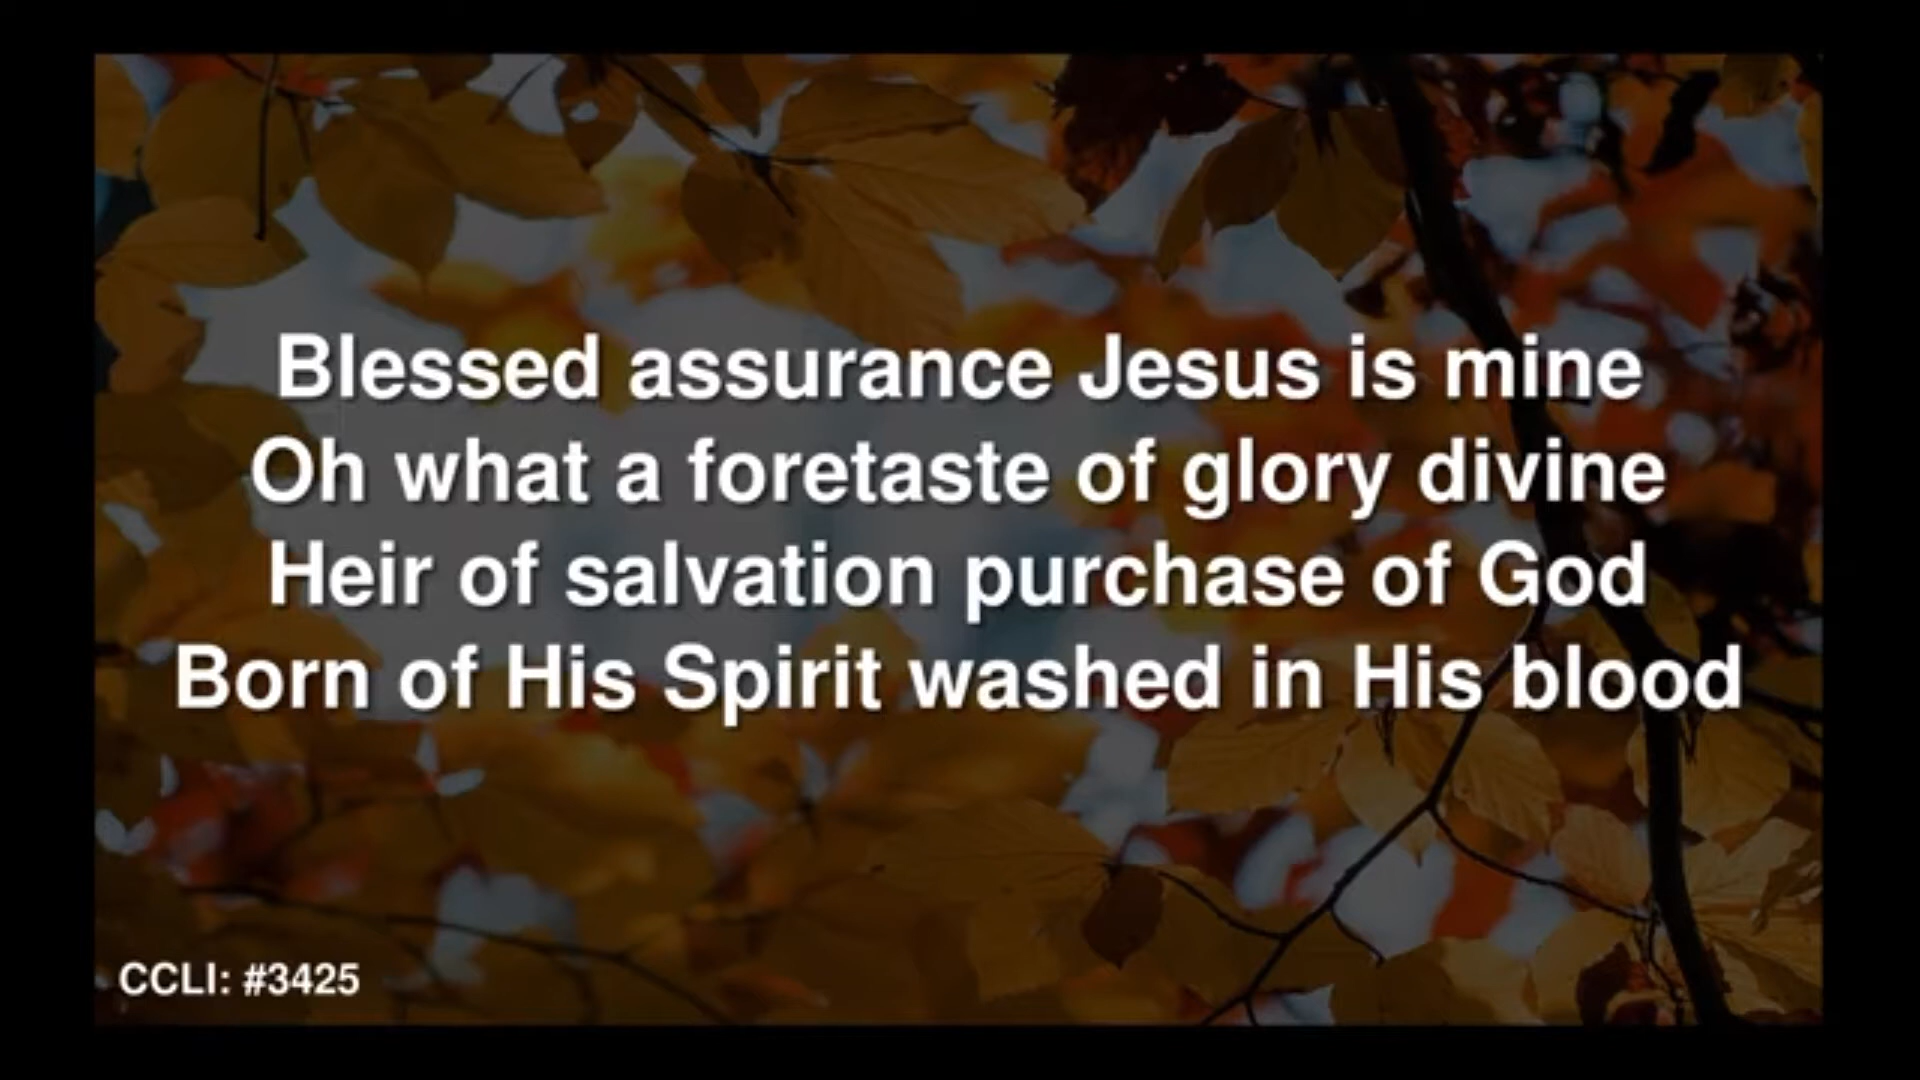 Blessed assurance Jesus is mine
Oh what a foretaste of glory divine
Heir of salvation purchase of God
Born of His Spirit washed in His blood
CCLI: #3425